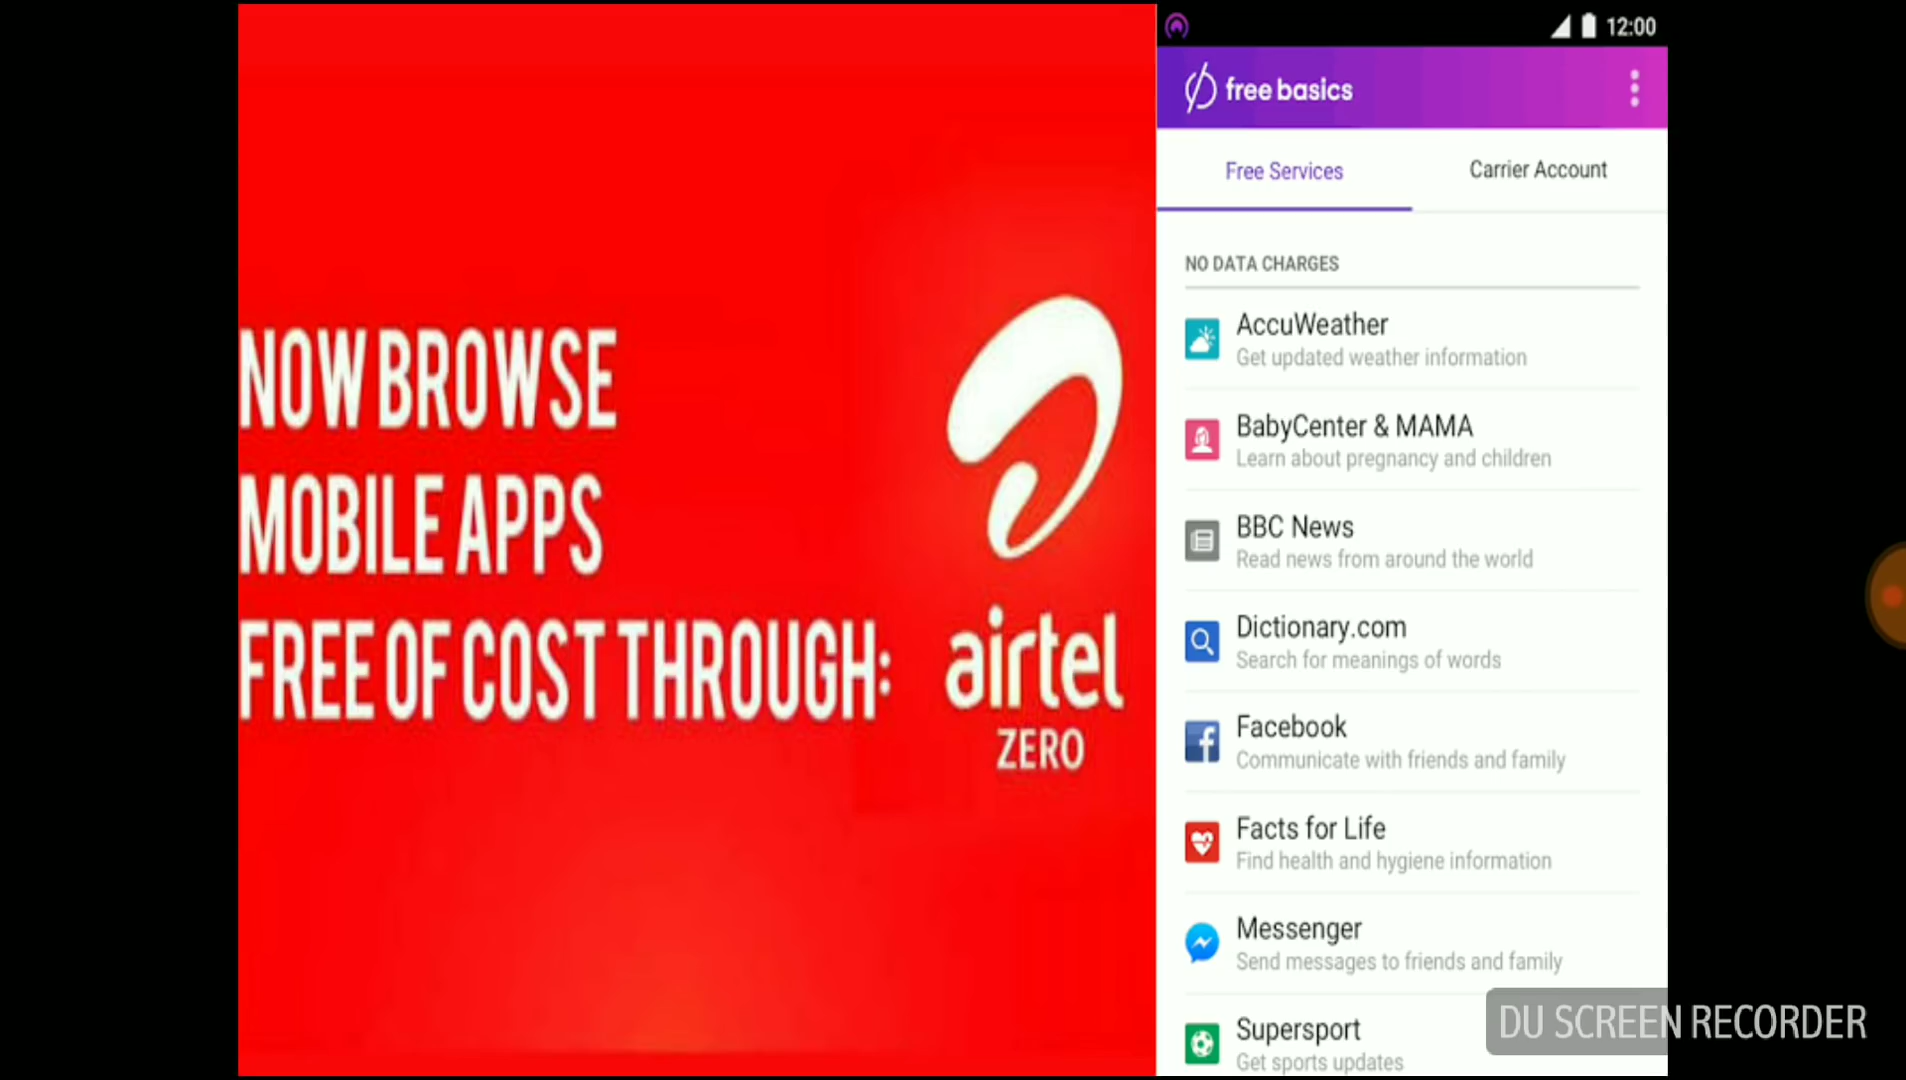 NOW BROWSE
MOBILE APPS
FREE OF COST THROUGH:
airtel
ZERO
12:00
free basics
Free Services
Carrier Account
NO DATA CHARGES
AccuWeather
Get updated weather information
BabyCenter & MAMA
Learn about pregnancy and children
BBC News
Read news from around the world
Dictionary.com
Search for meanings of words
Facebook
Communicate with friends and family
Facts for Life
Find health and hygiene information
Messenger
Send messages to friends and family
Supersport
Get sports updates
DU SCREEN RECORDER